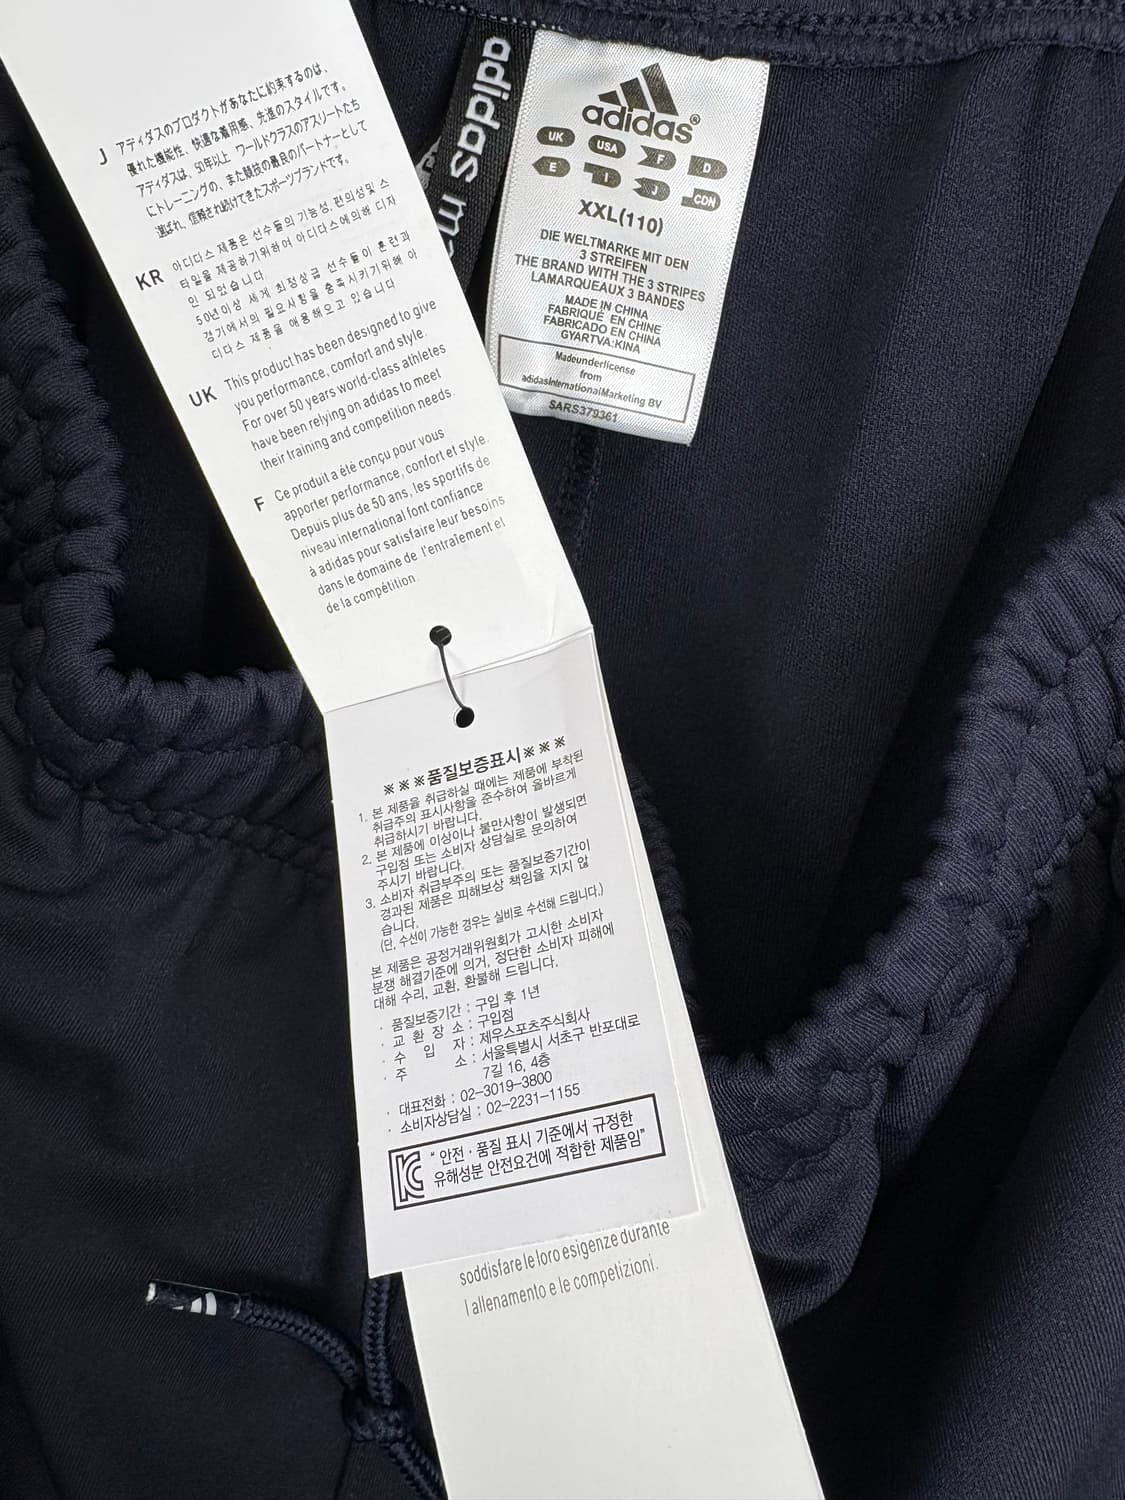 J アディダスのプロダクトがあなたに約束するのは、
優れた機能性、快適な着用感、先進のスタイルです。
アディダスは、50年以上 ワールドクラスのアスリートたち
にトレーニングの、また競技の最良のパートナーとして
選ばれ、信頼され続けてきたスポーツブランドです。
KR 아디다스 제품은 선수들의 기능성, 편의성및 스
타일을 제공하기위하여 아디다스에의해 디자
인 되었습니다.
50년이상 세계 최정상급 선수들이 훈련과
경기에서의 필요사항을 충족시키기위해 아
디다스 제품을 애용해오고 있습니다
UK This product has been designed to give
you performance, comfort and style.
For over 50 years world-class athletes
have been relying on adidas to meet
their training and competition needs.
F Ce produit a été conçu pour vous
apporter performance, confort et style.
Depuis plus de 50 ans, les sportifs de
niveau international font confiance
à adidas pour satisfaire leur besoins
dans le domaine de l'entraîement et
de la compétition
adidas
adidas®
UK USA F D
E I J CDN
XXL(110)
DIE WELTMARKE MIT DEN
3 STREIFEN
THE BRAND WITH THE 3 STRIPES
LAMARQUEAUX 3 BANDES
MADE IN CHINA
FABRIQUÉ EN CHINE
FABRICADO EN CHINA
GYARTVA:KINA
Madeunderlicense
from
adidasInternationalMarketing BV
SARS379361
※※※품질보증표시※※※
1. 본 제품을 취급하실 때에는 제품에 부착된
취급주의 표시사항을 준수하여 올바르게
취급하시기 바랍니다.
2. 본 제품에 이상이나 불만사항이 발생되면
구입점 또는 소비자 상담실로 문의하여
주시기 바랍니다.
3. 소비자 취급부주의 또는 품질보증기간이
경과된 제품은 피해보상 책임을 지지 않
습니다.
(단, 수선이 가능한 경우는 실비로 수선해 드립니다.)
본 제품은 공정거래위원회가 고시한 소비자
분쟁 해결기준에 의거, 정단한 소비자 피해에
대해 수리, 교환, 환불해 드립니다.
· 품질보증기간 : 구입 후 1년
· 교 환 장 소 : 구입점
· 수 입 자 : 제우스포츠주식회사
· 주 소 : 서울특별시 서초구 반포대로
7길 16, 4층
· 대표전화 : 02-3019-3800
· 소비자상담실 : 02-2231-1155
" 안전 · 품질 표시 기준에서 규정한
유해성분 안전요건에 적합한 제품임"
soddisfare le loro esigenze durante
l allenamento e le competizioni.